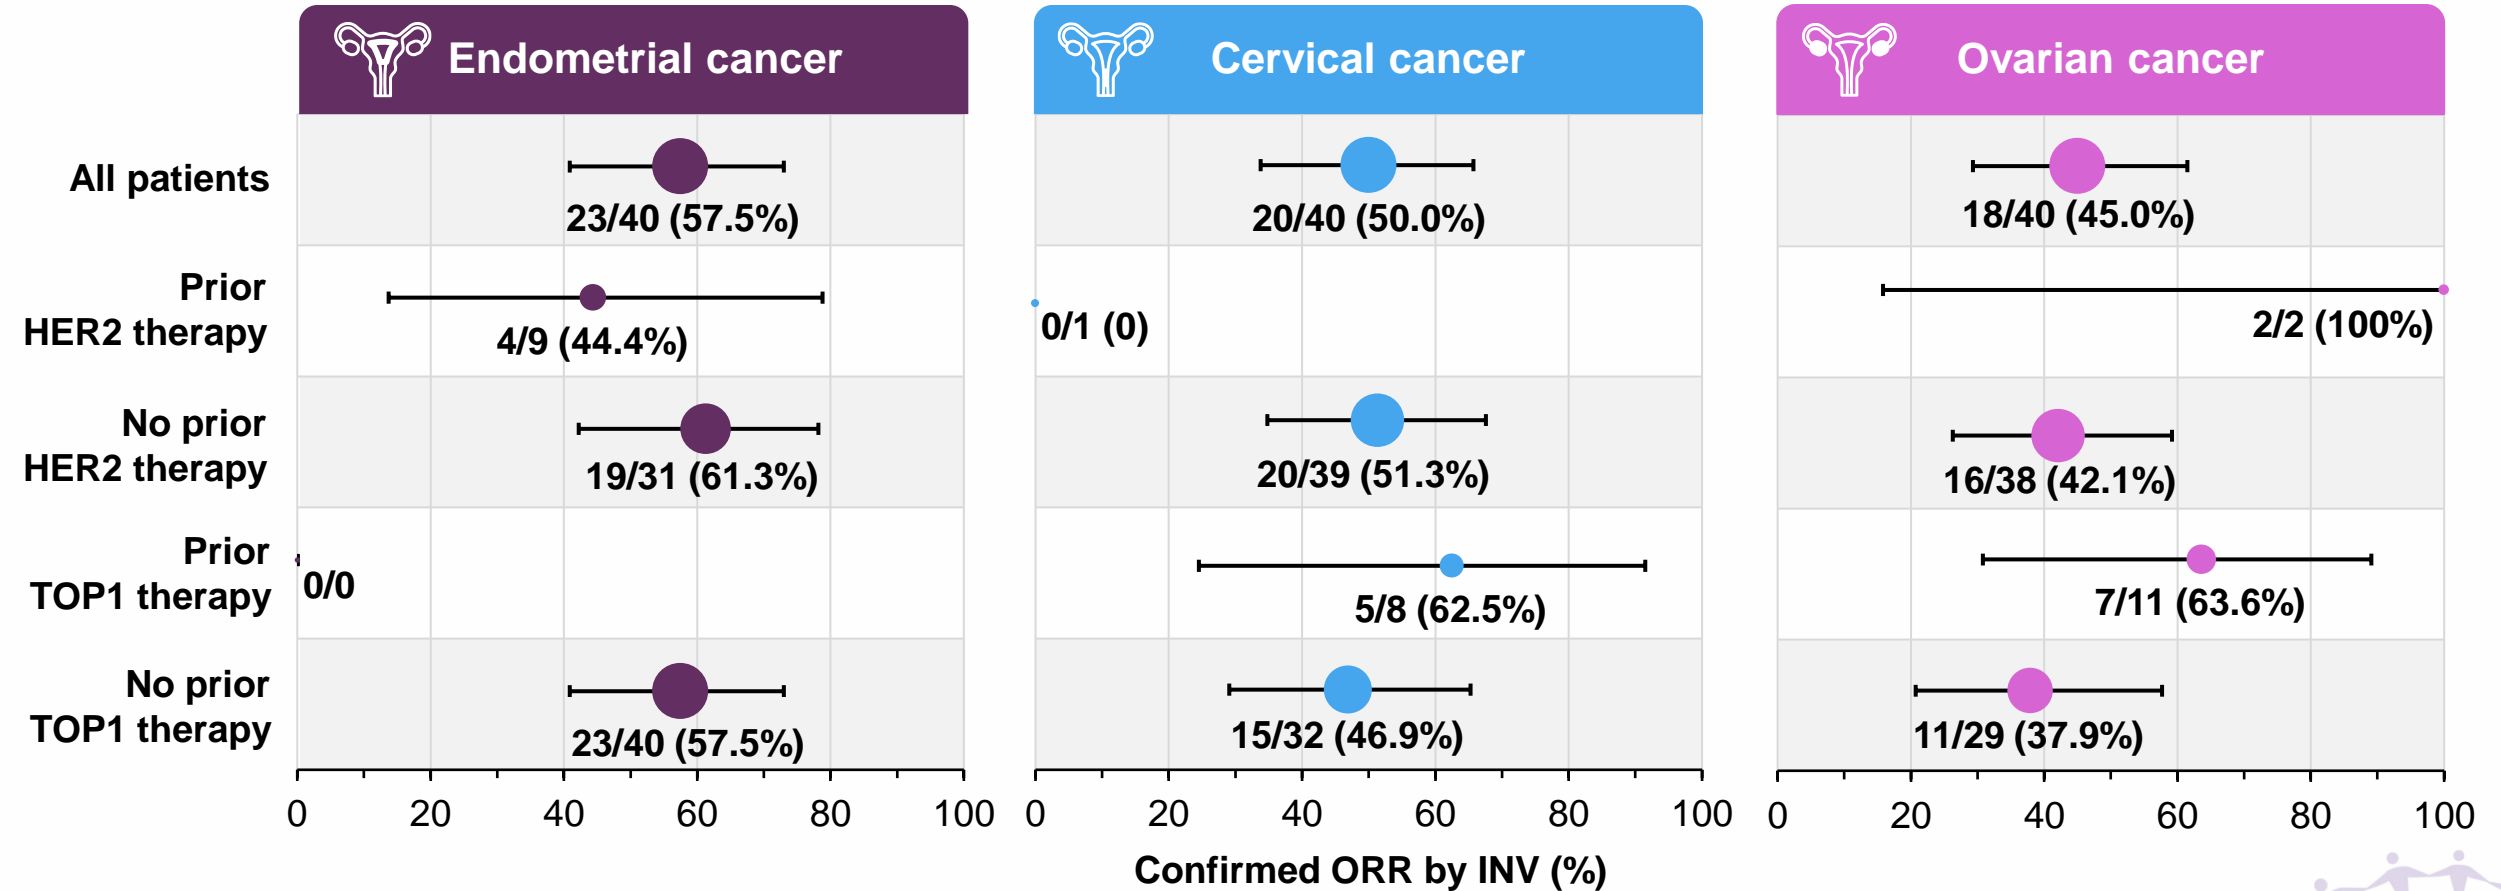 Endometrial cancer
Cervical cancer
Ovarian cancer
All patients
23/40 (57.5%)
20/40 (50.0%)
18/40 (45.0%)
Prior
HER2 therapy
4/9 (44.4%)
0/1 (0)
2/2 (100%)
No prior
HER2 therapy
19/31 (61.3%)
20/39 (51.3%)
16/38 (42.1%)
Prior
TOP1 therapy
0/0
5/8 (62.5%)
7/11 (63.6%)
No prior
TOP1 therapy
23/40 (57.5%)
15/32 (46.9%)
11/29 (37.9%)
0 20 40 60 80 100
0 20 40 60 80 100
0 20 40 60 80 100
Confirmed ORR by INV (%)